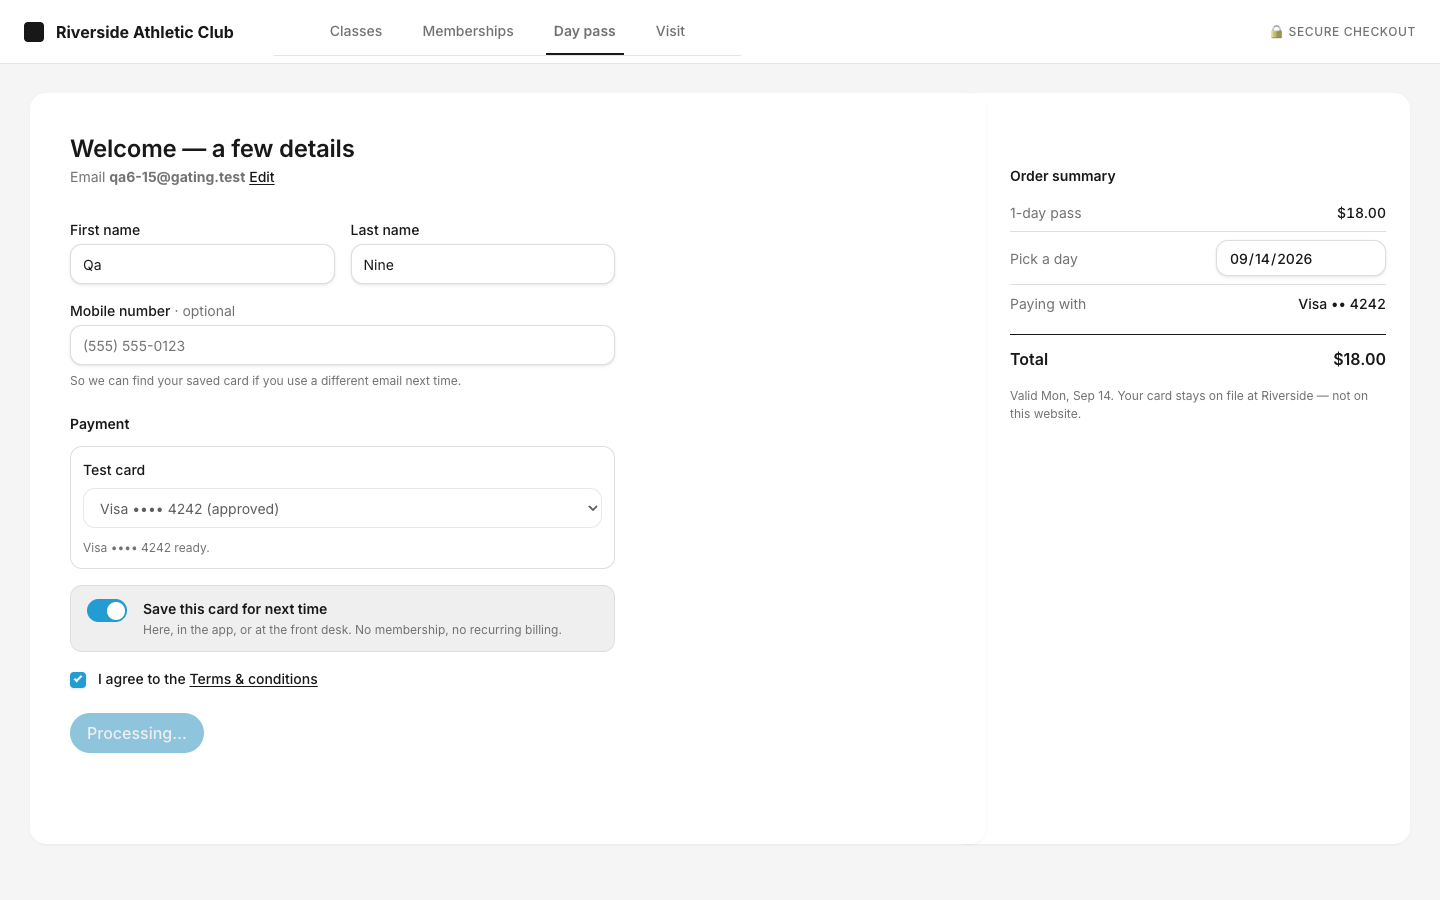 Riverside Athletic Club
Classes
Memberships
Day pass
Visit
🔒 SECURE CHECKOUT
Welcome — a few details
Email qa6-15@gating.test Edit
First name
Last name
Qa
Nine
Mobile number · optional
(555) 555-0123
So we can find your saved card if you use a different email next time.
Payment
Test card
Visa •••• 4242 (approved)
Visa •••• 4242 ready.
Save this card for next time
Here, in the app, or at the front desk. No membership, no recurring billing.
I agree to the Terms & conditions
Processing...
Order summary
1-day pass $18.00
Pick a day 09/14/2026
Paying with Visa •• 4242
Total $18.00
Valid Mon, Sep 14. Your card stays on file at Riverside — not on
this website.